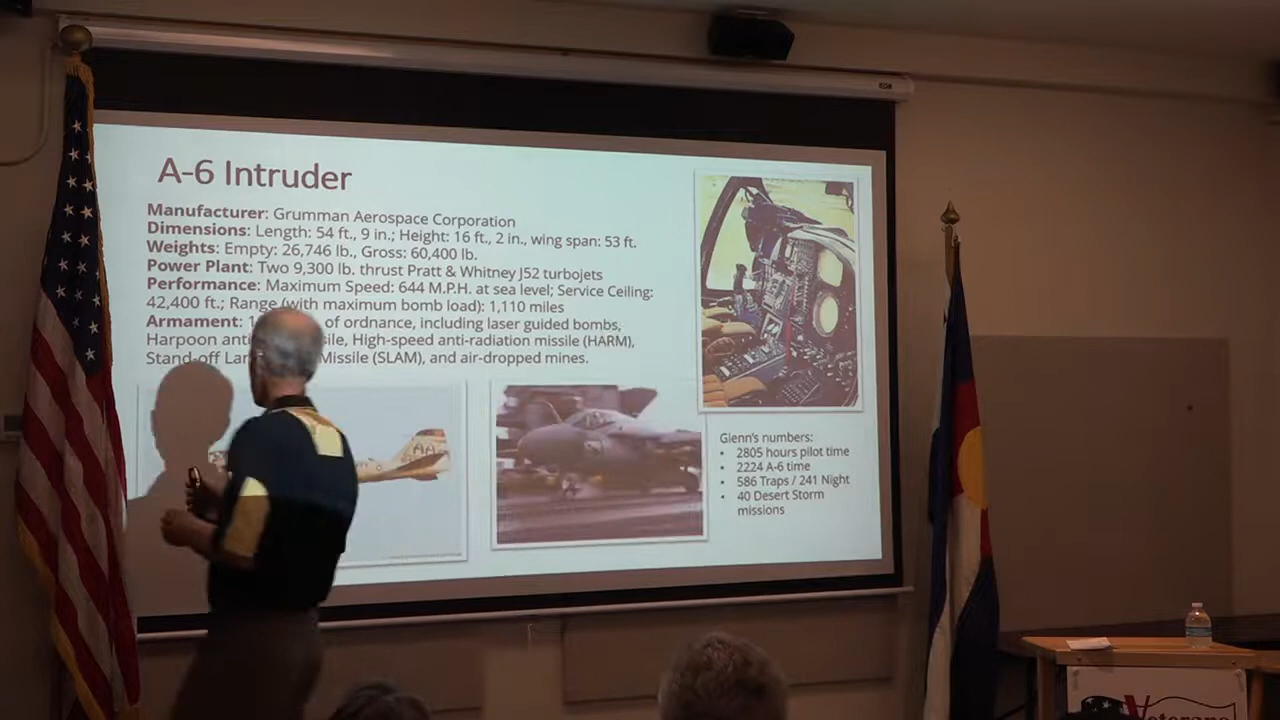 A-6 Intruder
Manufacturer: Grumman Aerospace Corporation
Dimensions: Length: 54 ft., 9 in.; Height: 16 ft., 2 in., wing span: 53 ft.
Weights: Empty: 26,746 lb., Gross: 60,400 lb.
Power Plant: Two 9,300 lb. thrust Pratt & Whitney J52 turbojets
Performance: Maximum Speed: 644 M.P.H. at sea level; Service Ceiling:
42,400 ft.; Range (with maximum bomb load): 1,110 miles
Armament: of ordnance, including laser guided bombs,
Harpoon High-speed anti-radiation missile (HARM),
Stand-off Missile (SLAM), and air-dropped mines.
AA
Glenn's numbers:
• 2805 hours pilot time
• 2224 A-6 time
• 586 Traps / 241 Night
• 40 Desert Storm
missions